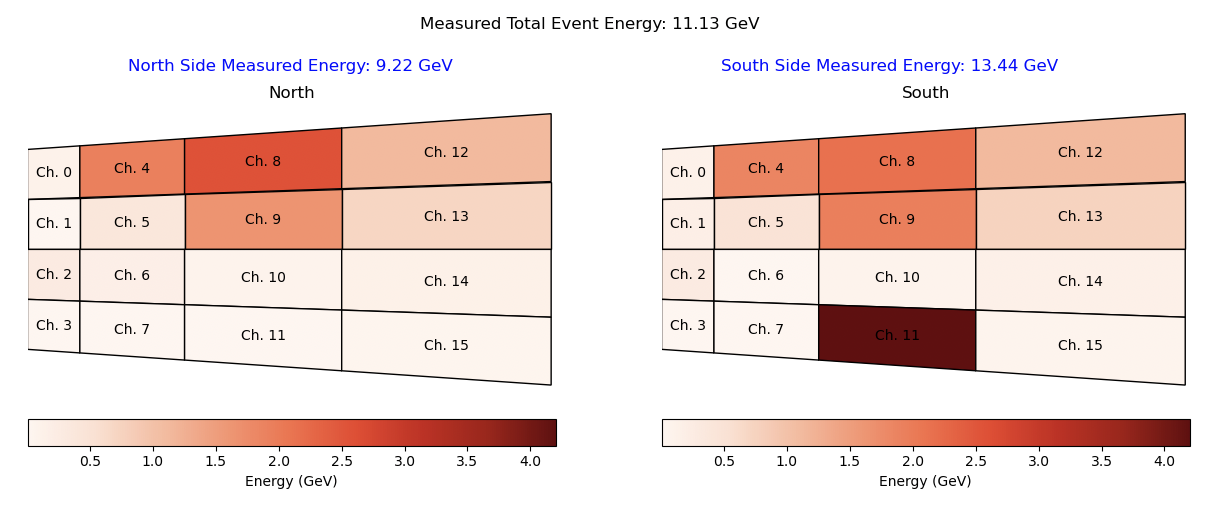 Measured Total Event Energy: 11.13 GeV
North Side Measured Energy: 9.22 GeV
North
Ch. 0
Ch. 4
Ch. 8
Ch. 12
Ch. 1
Ch. 5
Ch. 9
Ch. 13
Ch. 2
Ch. 6
Ch. 10
Ch. 14
Ch. 3
Ch. 7
Ch. 11
Ch. 15
0.5 1.0 1.5 2.0 2.5 3.0 3.5 4.0
Energy (GeV)
South Side Measured Energy: 13.44 GeV
South
Ch. 0
Ch. 4
Ch. 8
Ch. 12
Ch. 1
Ch. 5
Ch. 9
Ch. 13
Ch. 2
Ch. 6
Ch. 10
Ch. 14
Ch. 3
Ch. 7
Ch. 11
Ch. 15
0.5 1.0 1.5 2.0 2.5 3.0 3.5 4.0
Energy (GeV)